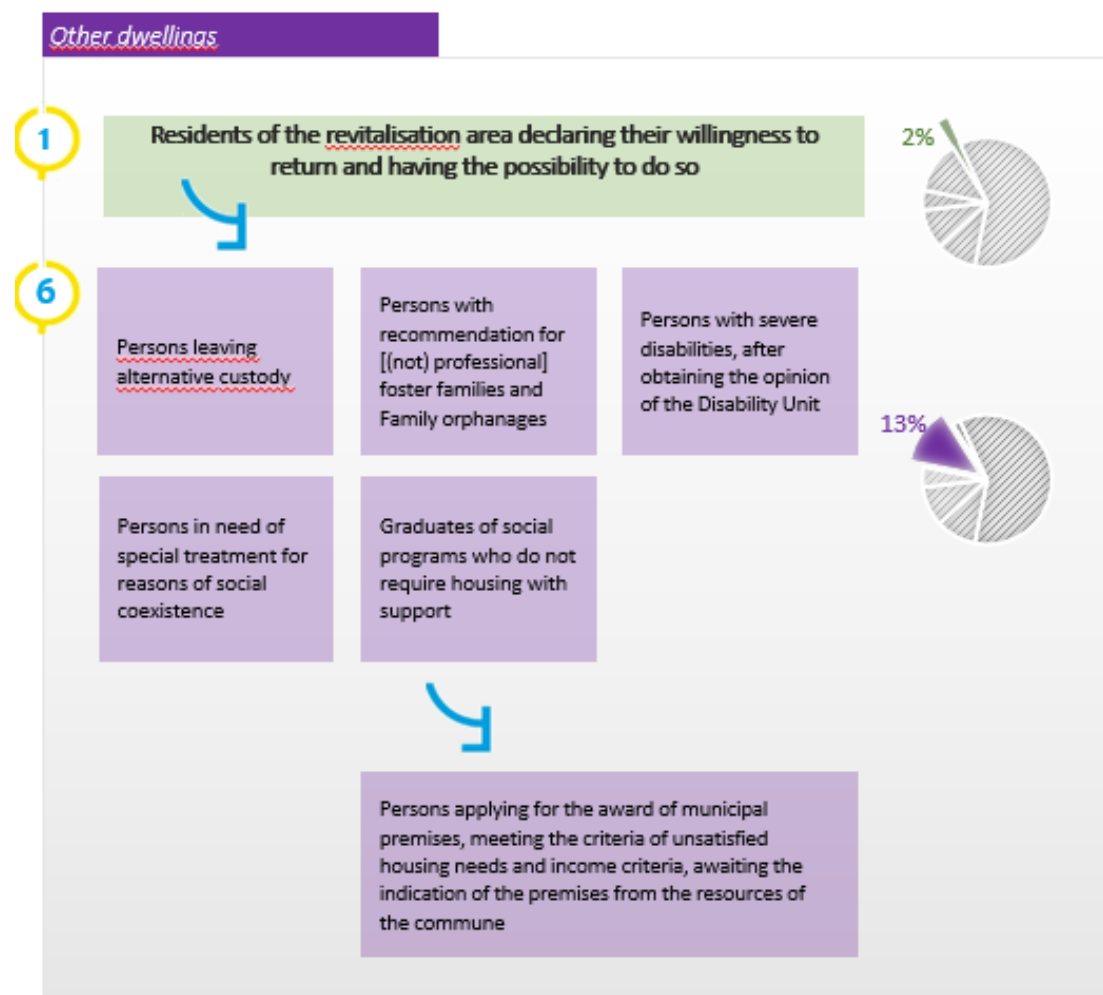 Other dwellings
1
Residents of the revitalisation area declaring their willingness to
return and having the possibility to do so
2%
6
Persons leaving
alternative custody
Persons with
recommendation for
[(not) professional]
foster families and
Family orphanages
Persons with severe
disabilities, after
obtaining the opinion
of the Disability Unit
13%
Persons in need of
special treatment for
reasons of social
coexistence
Graduates of social
programs who do not
require housing with
support
Persons applying for the award of municipal
premises, meeting the criteria of unsatisfied
housing needs and income criteria, awaiting the
indication of the premises from the resources of
the commune